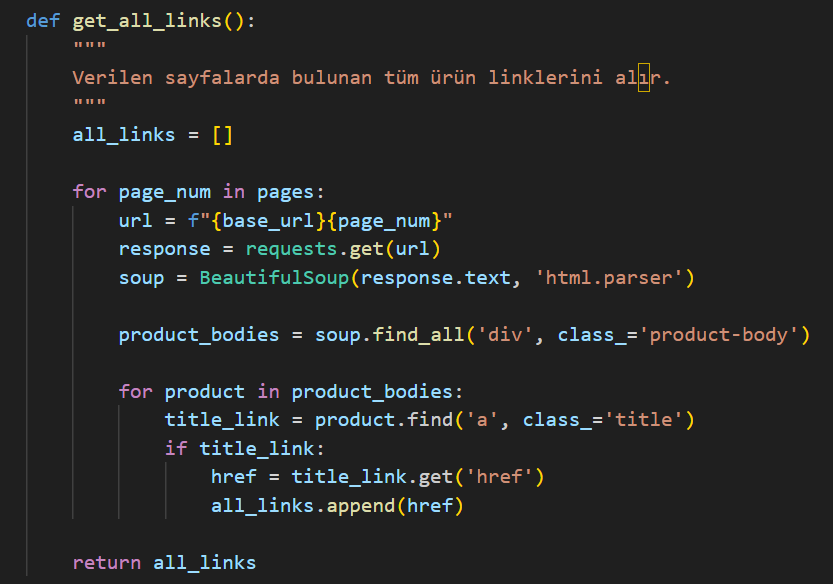 def get_all_links():
    """
    Verilen sayfalarda bulunan tüm ürün linklerini alır.
    """
    all_links = []

    for page_num in pages:
        url = f"{base_url}{page_num}"
        response = requests.get(url)
        soup = BeautifulSoup(response.text, 'html.parser')

        product_bodies = soup.find_all('div', class_='product-body')

        for product in product_bodies:
            title_link = product.find('a', class_='title')
            if title_link:
                href = title_link.get('href')
                all_links.append(href)

    return all_links